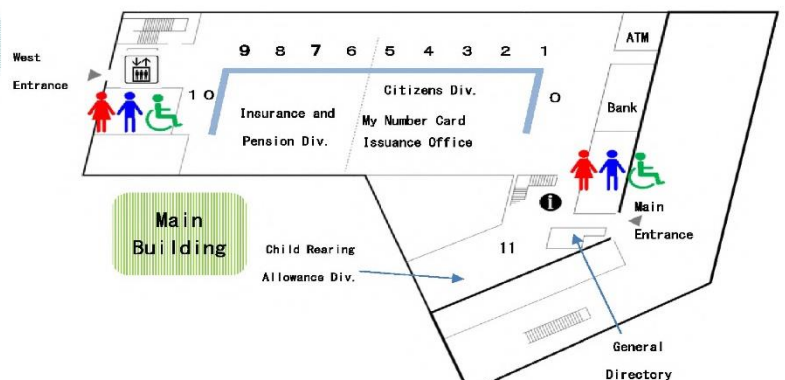 ATM
West
Entrance
9 8 7 6 5 4 3 2 1
10
0
Citizens Div.
Insurance and
Pension Div.
My Number Card
Issuance Office
Bank
Main
Building
i
Main
Entrance
Child Rearing
Allowance Div.
11
General
Directory